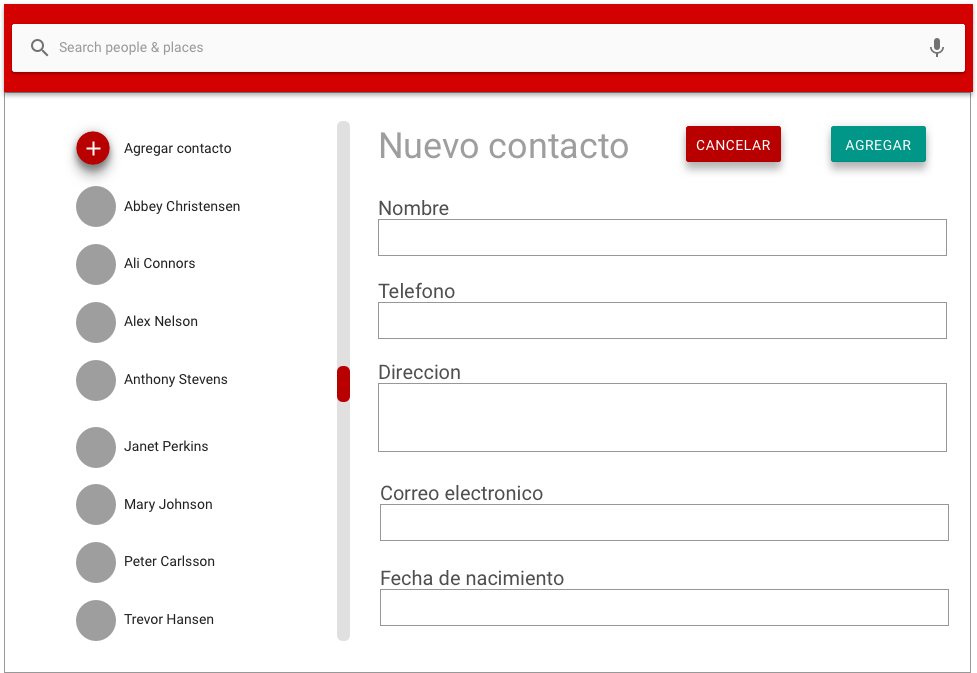 Search people & places
Agregar contacto
Abbey Christensen
Ali Connors
Alex Nelson
Anthony Stevens
Janet Perkins
Mary Johnson
Peter Carlsson
Trevor Hansen
Nuevo contacto
CANCELAR
AGREGAR
Nombre
Telefono
Direccion
Correo electronico
Fecha de nacimiento